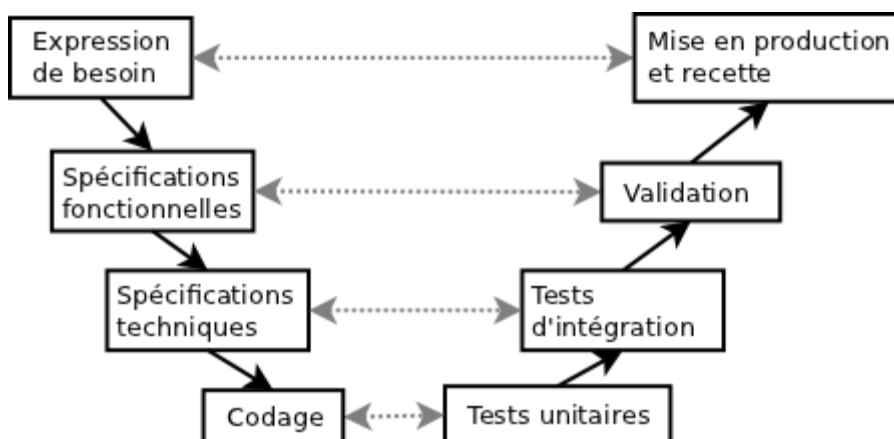 Expression
de besoin
Mise en production
et recette
Spécifications
fonctionnelles
Validation
Spécifications
techniques
Tests
d'intégration
Codage
Tests unitaires